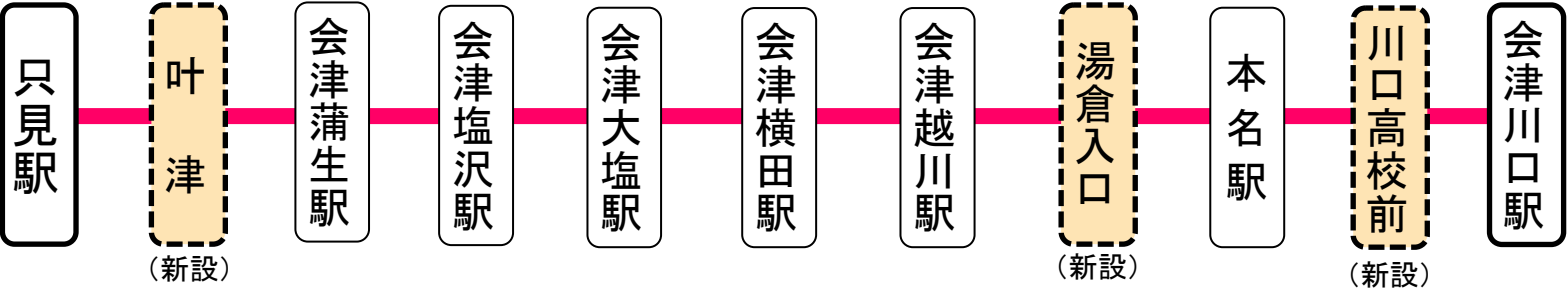 只見駅
叶津
（新設）
会津蒲生駅
会津塩沢駅
会津大塩駅
会津横田駅
会津越川駅
湯倉入口
（新設）
本名駅
川口高校前
（新設）
会津川口駅